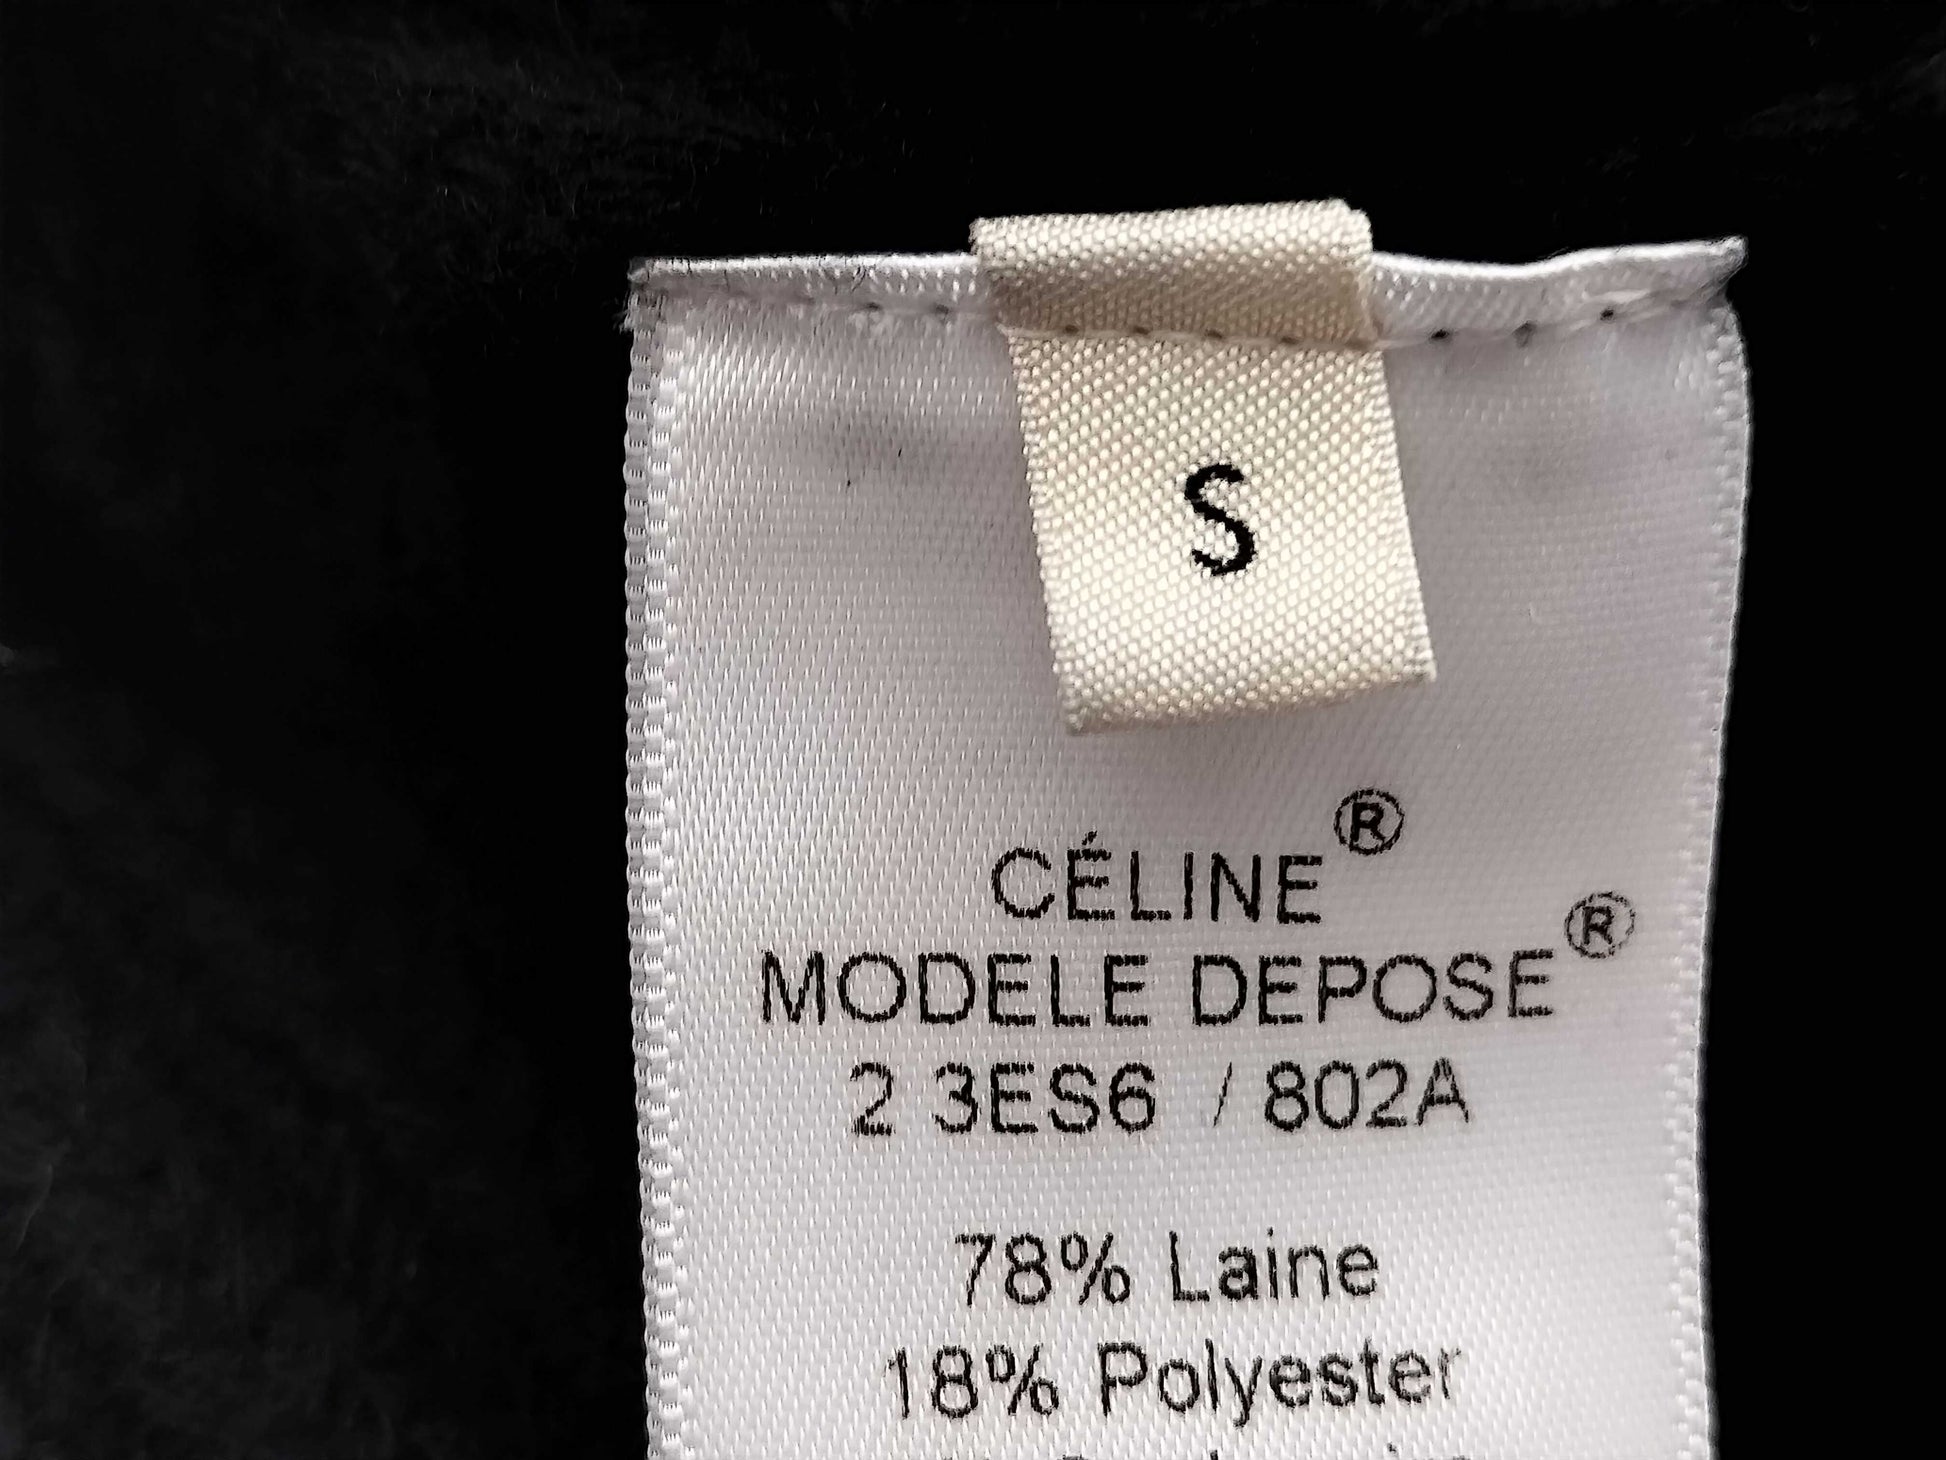 S
CÉLINE®
MODELE DEPOSE®
2 3ES6 / 802A
78% Laine
18% Polyester